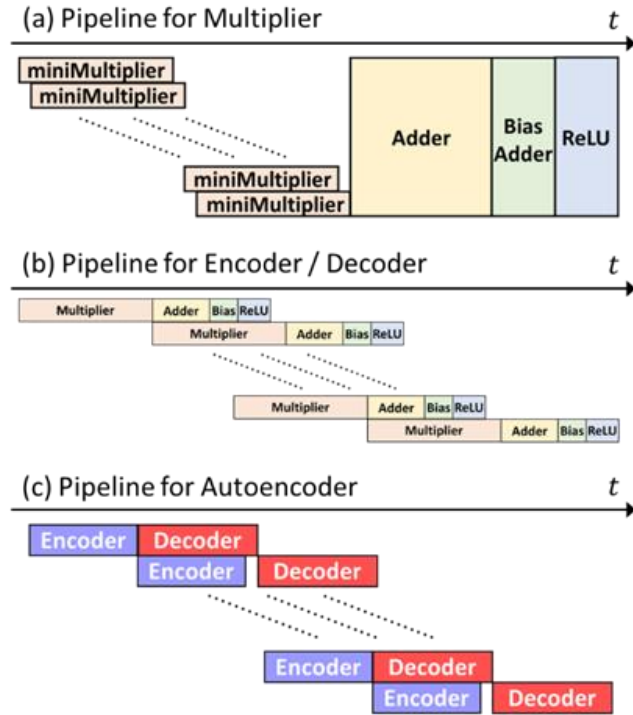 (a) Pipeline for Multiplier
t
miniMultiplier
miniMultiplier
miniMultiplier
miniMultiplier
Adder
Bias
Adder
ReLU
(b) Pipeline for Encoder / Decoder
t
Multiplier Adder Bias ReLU
Multiplier Adder Bias ReLU
Multiplier Adder Bias ReLU
Multiplier Adder Bias ReLU
(c) Pipeline for Autoencoder
t
Encoder Decoder
Encoder Decoder
Encoder Decoder
Encoder Decoder